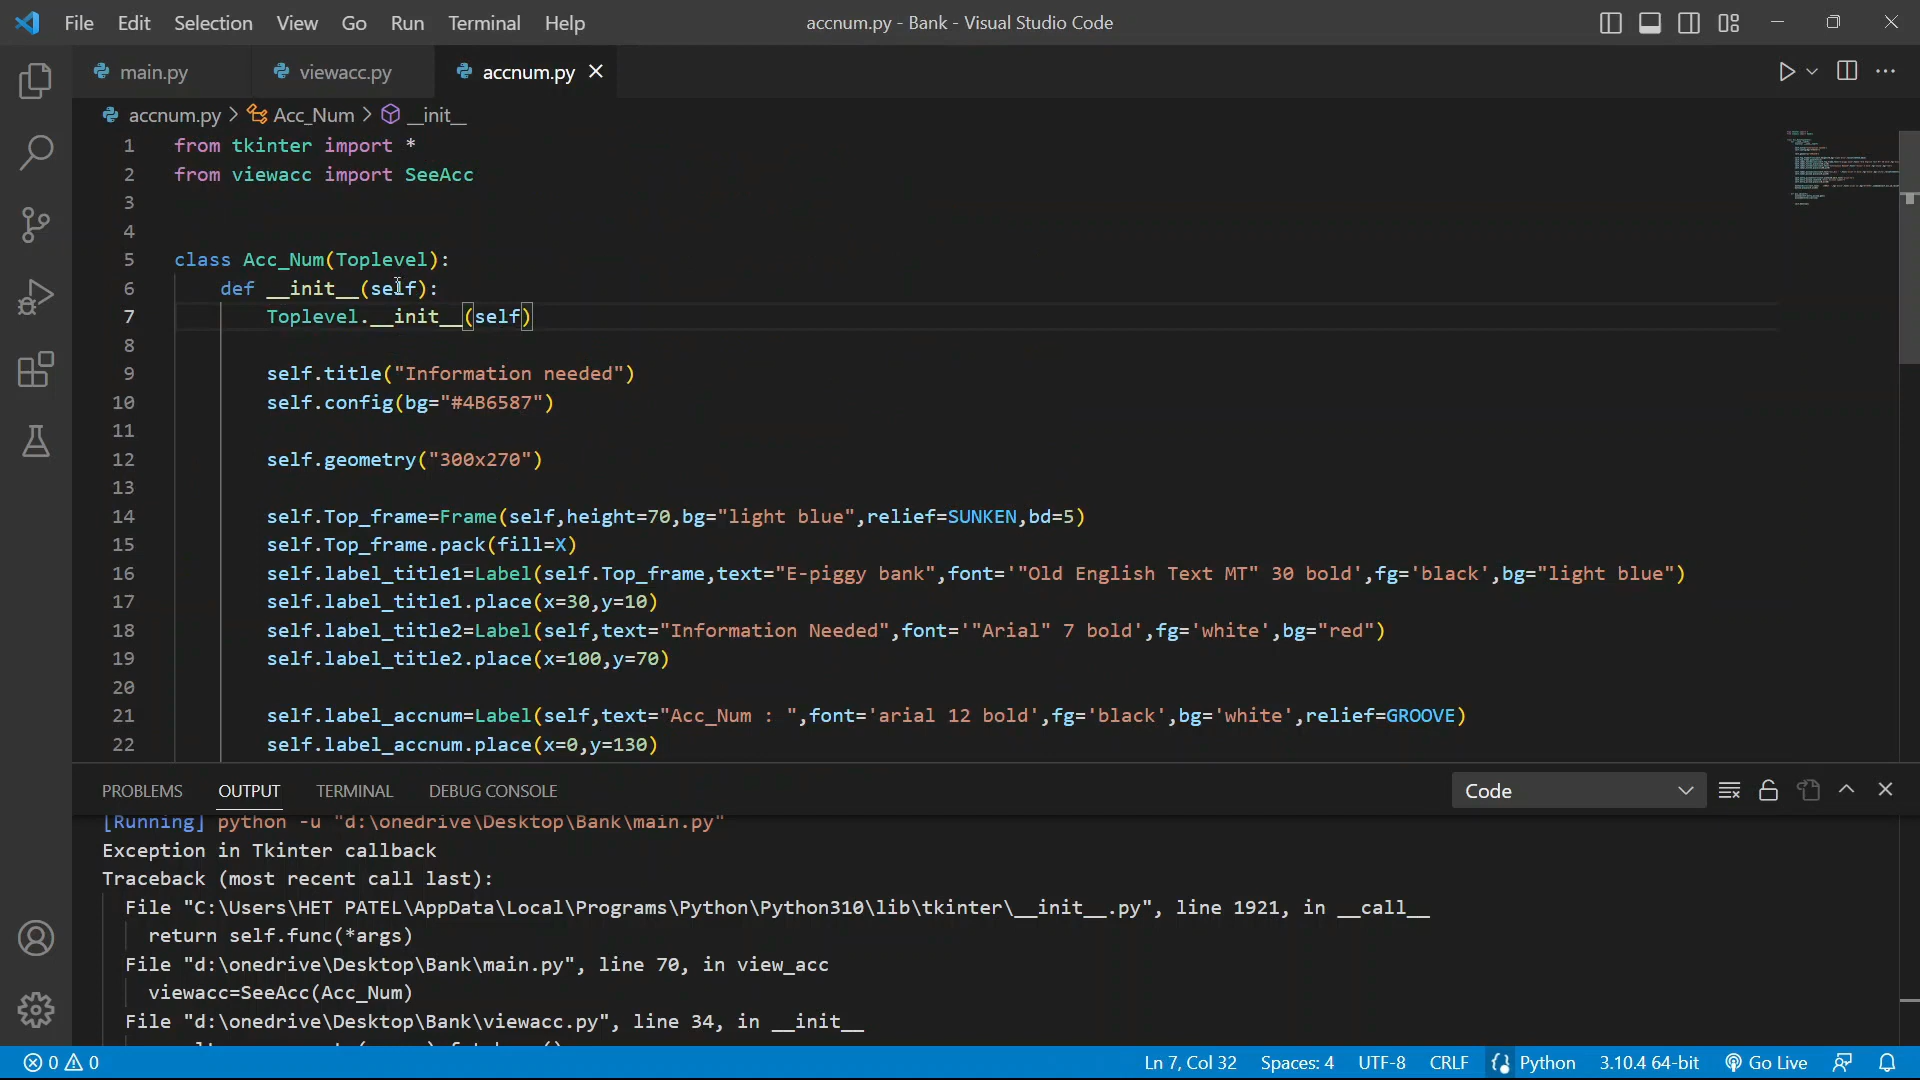 File Edit Selection View Go Run Terminal Help accnum.py - Bank - Visual Studio Code
main.py viewacc.py accnum.py
accnum.py > Acc_Num > __init__
1 from tkinter import *
2 from viewacc import SeeAcc
3
4
5 class Acc_Num(Toplevel):
6 def __init__(self):
7 Toplevel.__init__(self)
8
9 self.title("Information needed")
10 self.config(bg="#4B6587")
11
12 self.geometry("300x270")
13
14 self.Top_frame=Frame(self,height=70,bg="light blue",relief=SUNKEN,bd=5)
15 self.Top_frame.pack(fill=X)
16 self.label_title1=Label(self.Top_frame,text="E-piggy bank",font='"Old English Text MT" 30 bold',fg='black',bg="light blue")
17 self.label_title1.place(x=30,y=10)
18 self.label_title2=Label(self,text="Information Needed",font='"Arial" 7 bold',fg='white',bg="red")
19 self.label_title2.place(x=100,y=70)
20
21 self.label_accnum=Label(self,text="Acc_Num : ",font='arial 12 bold',fg='black',bg='white',relief=GROOVE)
22 self.label_accnum.place(x=0,y=130)
PROBLEMS OUTPUT TERMINAL DEBUG CONSOLE Code
[Running] python -u "d:\onedrive\Desktop\Bank\main.py"
Exception in Tkinter callback
Traceback (most recent call last):
File "C:\Users\HET PATEL\AppData\Local\Programs\Python\Python310\lib\tkinter\__init__.py", line 1921, in __call__
return self.func(*args)
File "d:\onedrive\Desktop\Bank\main.py", line 70, in view_acc
viewacc=SeeAcc(Acc_Num)
File "d:\onedrive\Desktop\Bank\viewacc.py", line 34, in __init__
0 0 Ln 7, Col 32 Spaces: 4 UTF-8 CRLF Python 3.10.4 64-bit Go Live